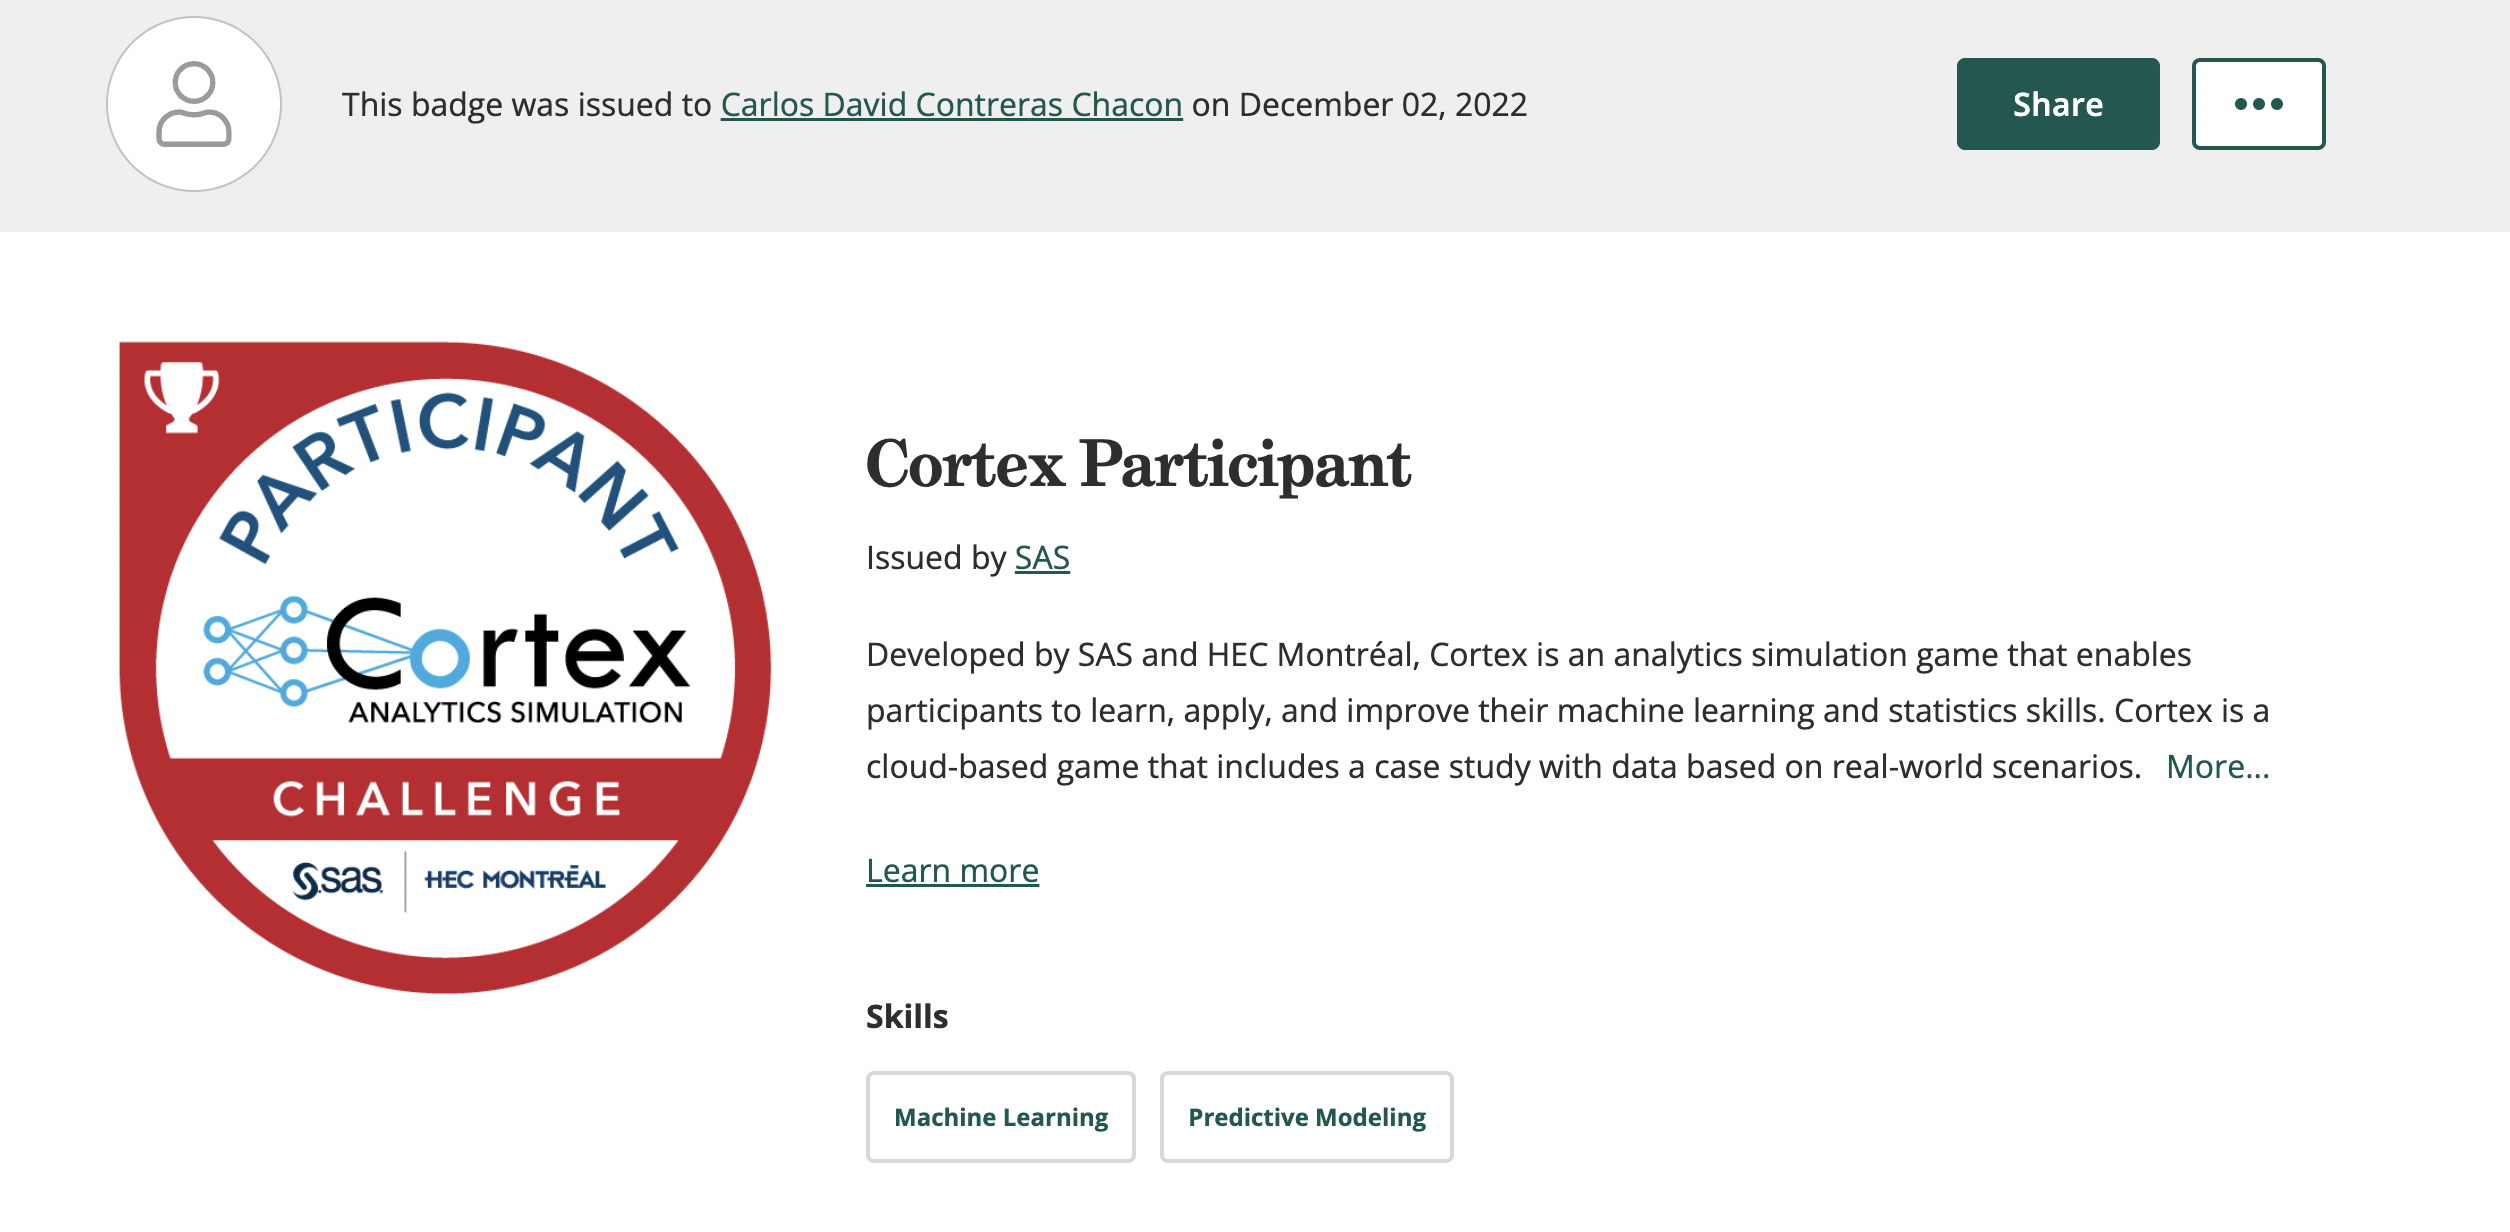 This badge was issued to Carlos David Contreras Chacon on December 02, 2022
Share
PARTICIPANT
Cortex
ANALYTICS SIMULATION
CHALLENGE
sas
HEC MONTRÉAL
Cortex Participant
Issued by SAS
Developed by SAS and HEC Montréal, Cortex is an analytics simulation game that enables
participants to learn, apply, and improve their machine learning and statistics skills. Cortex is a
cloud-based game that includes a case study with data based on real-world scenarios. More...
Learn more
Skills
Machine Learning
Predictive Modeling